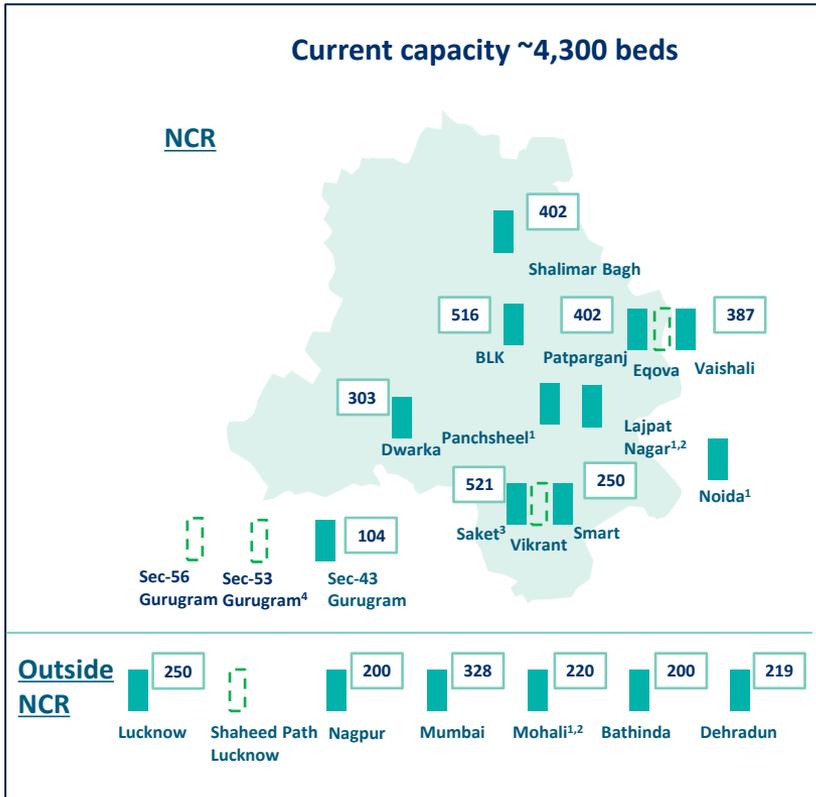 Current capacity ~4,300 beds
NCR
402
Shalimar Bagh
516
BLK
402
Patparganj
Eqova
387
Vaishali
303
Dwarka
Panchsheel¹
Lajpat
Nagar¹,²
Noida¹
521
Saket³
Vikrant
250
Smart
Sec-56
Gurugram
Sec-53
Gurugram⁴
104
Sec-43
Gurugram
Outside
NCR
250
Lucknow
Shaheed Path
Lucknow
200
Nagpur
328
Mumbai
220
Mohali¹,²
200
Bathinda
219
Dehradun